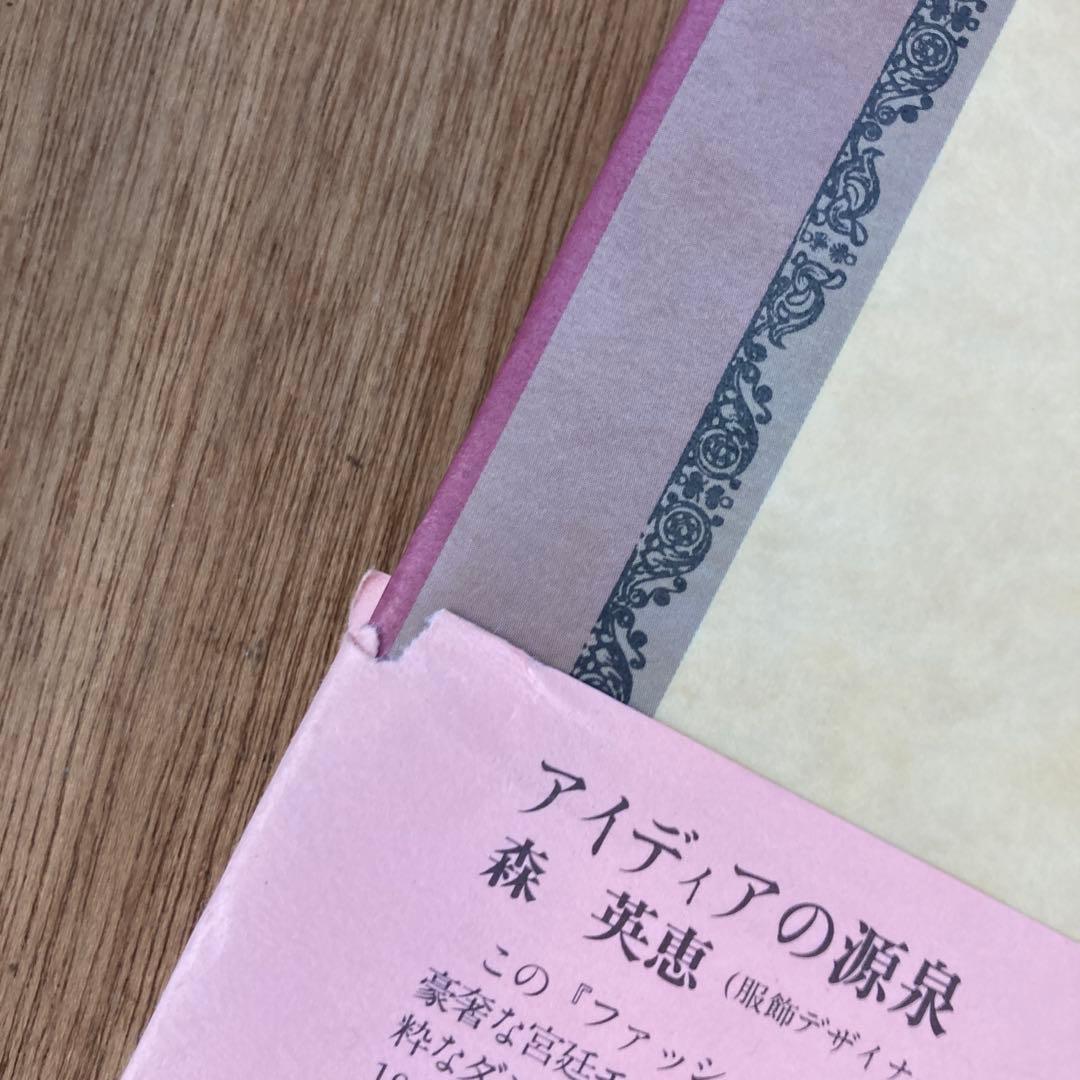 アイディアの源泉
森 英恵 (服飾デザイナ
この『ファッシ
豪奢な宮廷
粋なダ